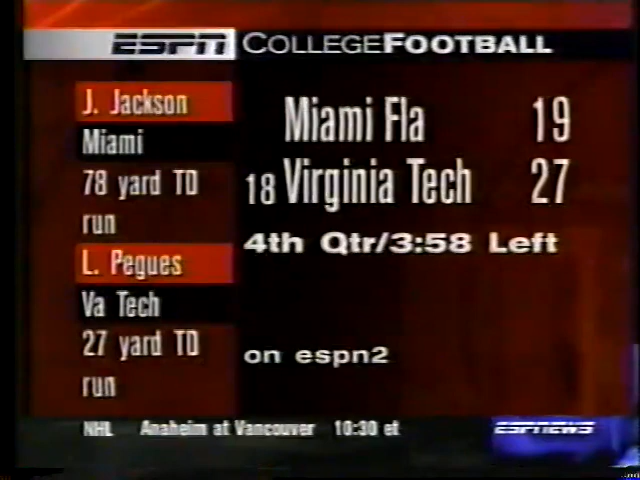 ESPN COLLEGEFOOTBALL
J. Jackson
Miami
78 yard TD
run
L. Pegues
Va Tech
27 yard TD
run
Miami Fla 19
18 Virginia Tech 27
4th Qtr/3:58 Left
on espn2
NHL Anaheim at Vancouver 10:30 et
ESPNEWS